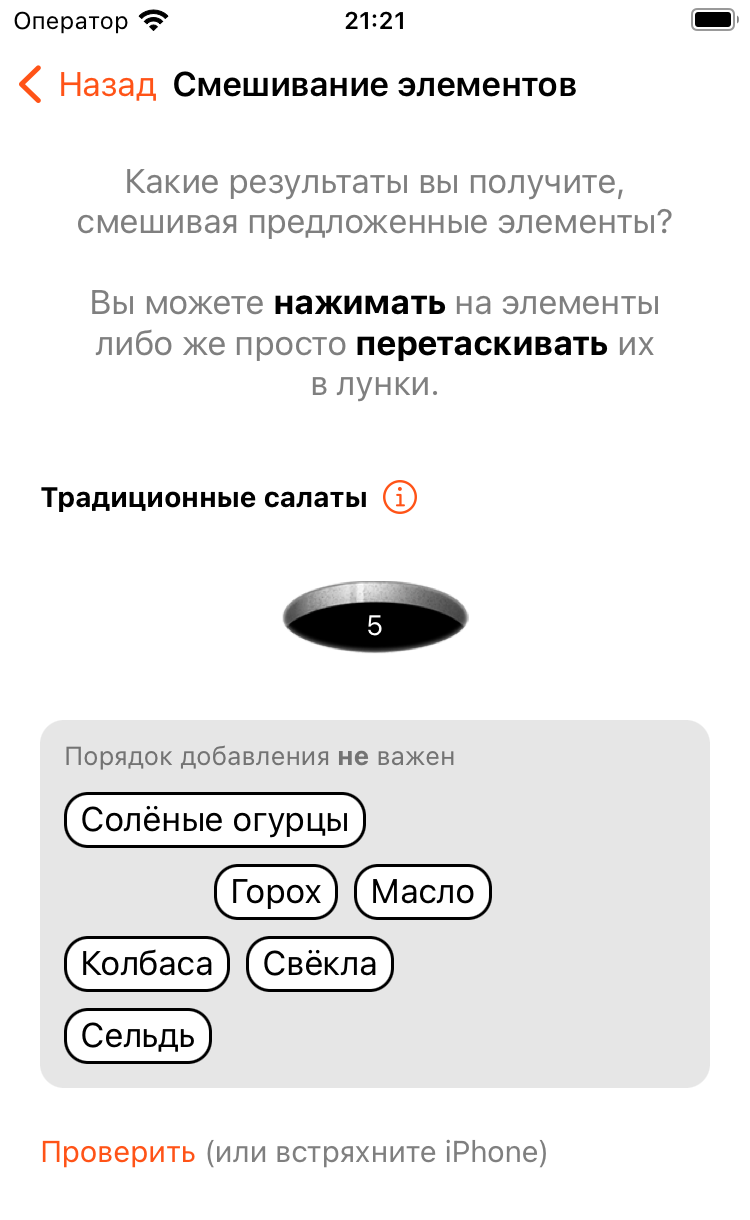 Оператор 21:21
Назад Смешивание элементов
Какие результаты вы получите,
смешивая предложенные элементы?
Вы можете нажимать на элементы
либо же просто перетаскивать их
в лунки.
Традиционные салаты
5
Порядок добавления не важен
Солёные огурцы
Горох Масло
Колбаса Свёкла
Сельдь
Проверить (или встряхните iPhone)